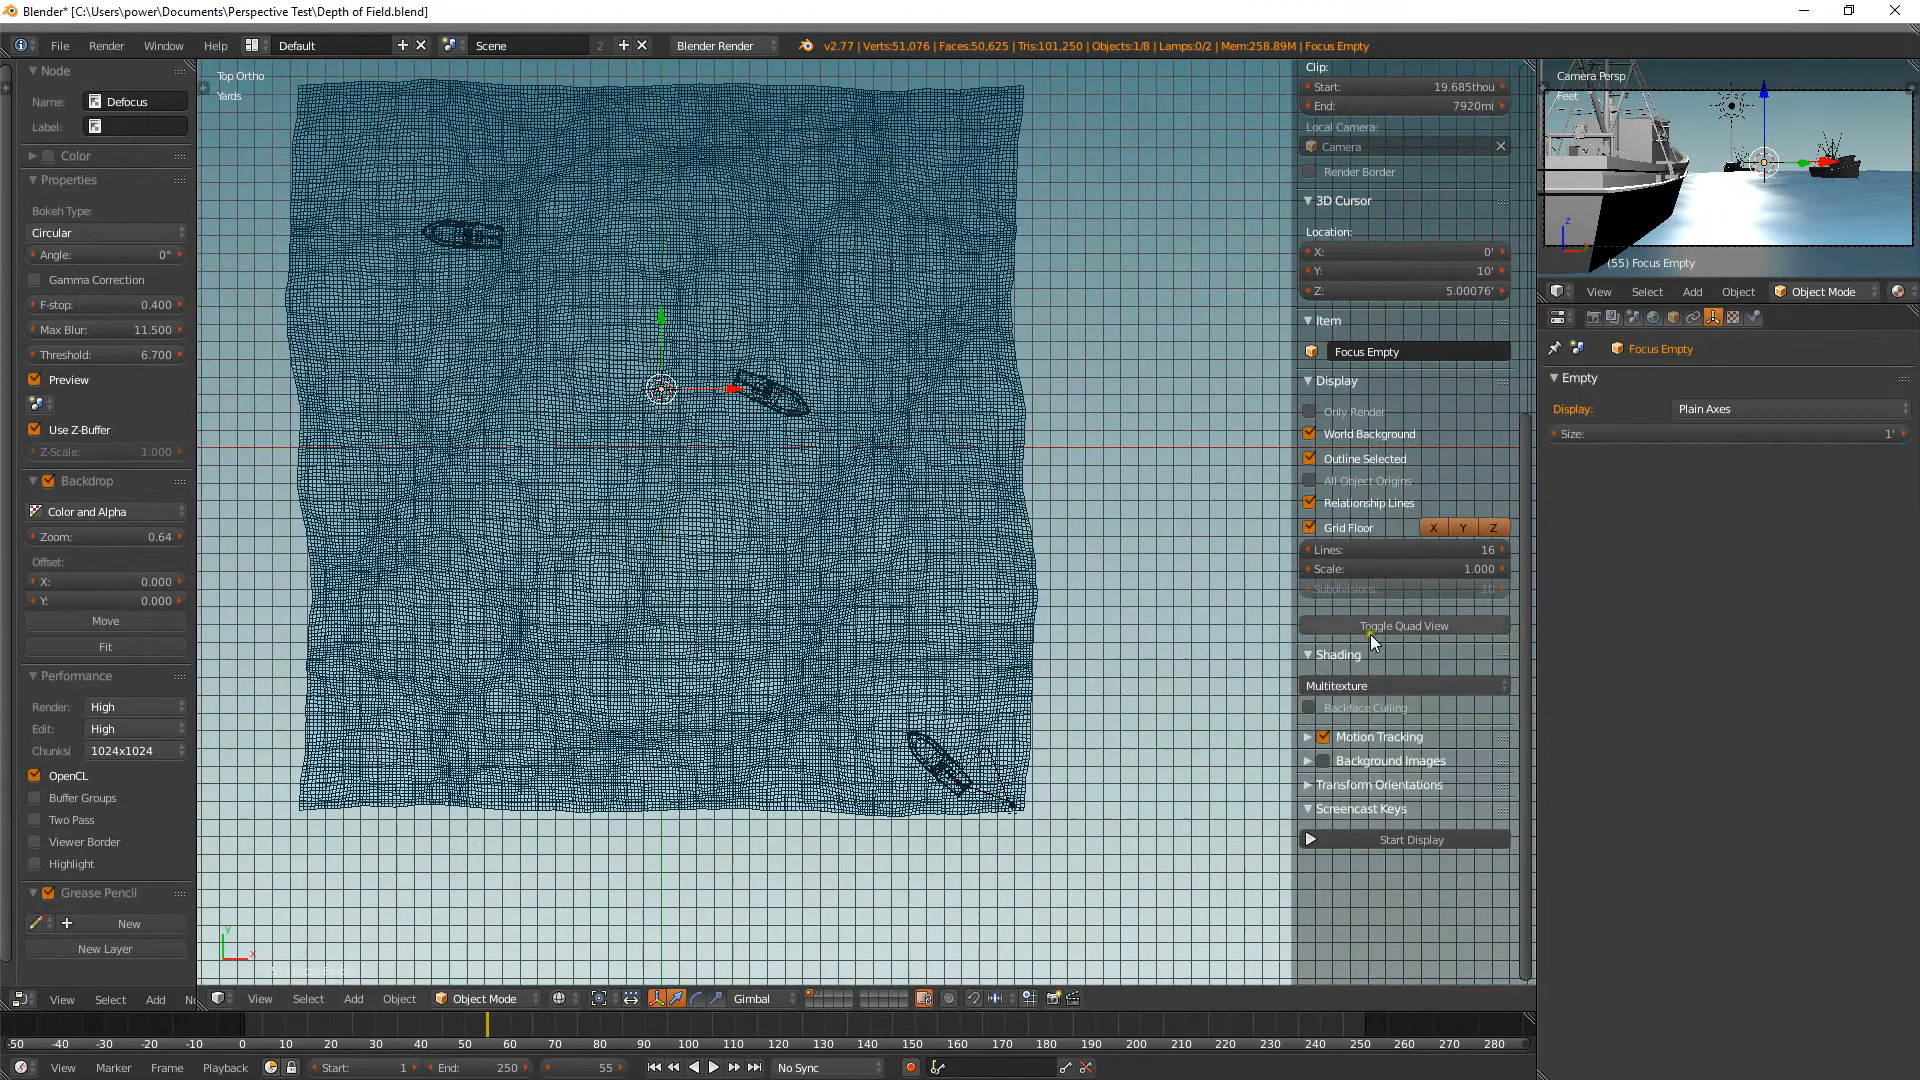 Blender* [C:\Users\power\Documents\Perspective Test\Depth of Field.blend]
File Render Window Help Default Scene 2 Blender Render v2.77 | Verts:51,076 | Faces:50,625 | Tris:101,250 | Objects:1/8 | Lamps:0/2 | Mem:258.89M | Focus Empty
Node
Name: Defocus
Label:
Color
Properties
Bokeh Type:
Circular
Angle: 0°
Gamma Correction
F-stop: 0.400
Max Blur: 11.500
Threshold: 6.700
Preview
Use Z-Buffer
Z-Scale: 1.000
Backdrop
Color and Alpha
Zoom: 0.64
Offset:
X: 0.000
Y: 0.000
Move
Fit
Performance
Render: High
Edit: High
Chunksi 1024x1024
OpenCL
Buffer Groups
Two Pass
Viewer Border
Highlight
Grease Pencil
New
New Layer
View Select Add
Top Ortho
Yards
y
x
View Select Add Object Object Mode Gimbal
Clip:
Start: 19.685thou
End: 7920mi
Local Camera:
Camera
Render Border
3D Cursor
Location:
X: 0'
Y: 10'
Z: 5.00076'
Item
Focus Empty
Display
Only Render
World Background
Outline Selected
All Object Origins
Relationship Lines
Grid Floor X Y Z
Lines: 16
Scale: 1.000
Subdivisions: 10
Toggle Quad View
Shading
Multitexture
Backface Culling
Motion Tracking
Background Images
Transform Orientations
Screencast Keys
Start Display
Camera Persp
Feet
z
(55) Focus Empty
View Select Add Object Object Mode
Focus Empty
Empty
Display: Plain Axes
Size: 1'
-50 -40 -30 -20 -10 0 10 20 30 40 50 60 70 80 90 100 110 120 130 140 150 160 170 180 190 200 210 220 230 240 250 260 270 280
View Marker Frame Playback Start: 1 End: 250 55 No Sync